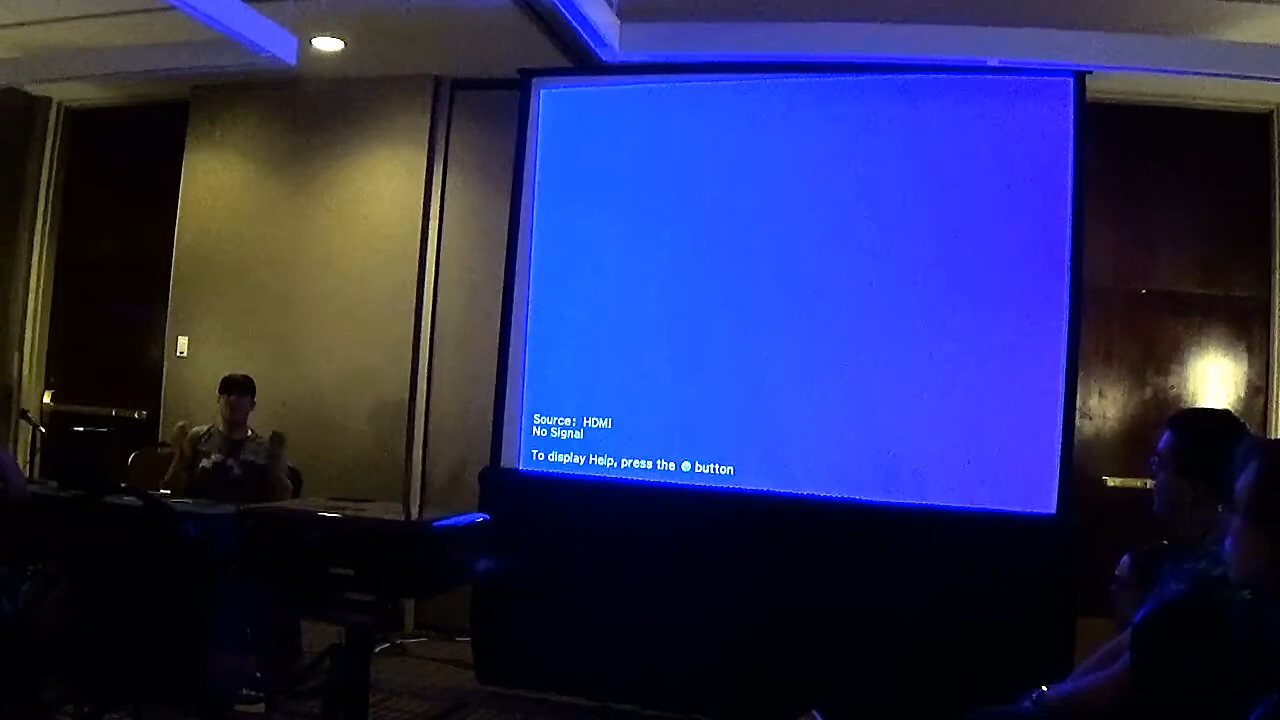 Source: HDMI
No Signal
To display Help, press the button